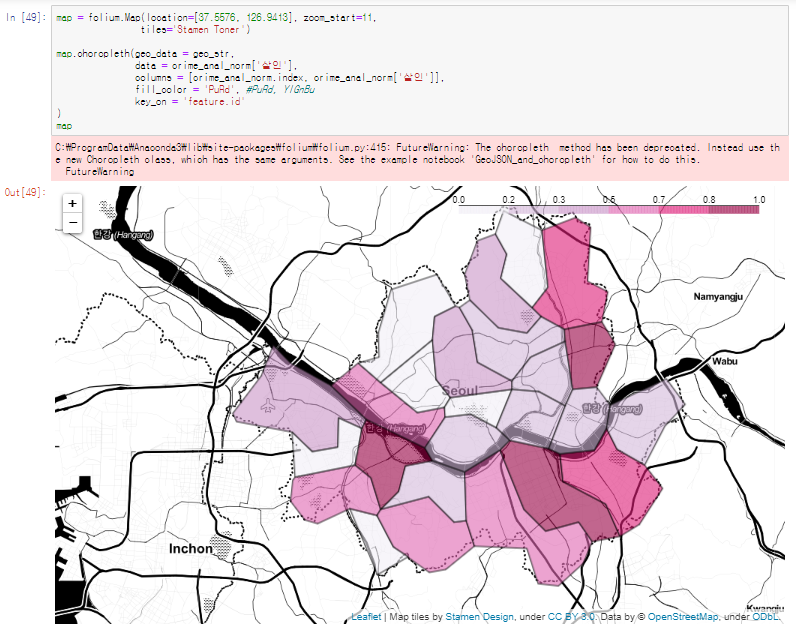 In [49]: map = folium.Map(location=[37.5576, 126.9413], zoom_start=11,
tiles='Stamen Toner')
map.choropleth(geo_data = geo_str,
data = crime_anal_norm['살인'],
columns = [crime_anal_norm.index, crime_anal_norm['살인']],
fill_color = 'PuRd', #PuRd, YlGnBu
key_on = 'feature.id'
)
map
C:₩ProgramData₩Anaconda3₩lib₩site-packages₩folium₩folium.py:415: FutureWarning: The choropleth  method has been deprecated. Instead use th
e new Choropleth class, which has the same arguments. See the example notebook 'GeoJSON_and_choropleth' for how to do this.
FutureWarning
Out[49]:
+
−
0.0 0.2 0.3 0.5 0.7 0.8 1.0
한강 (Hangang)
Namyangju
Wabu
Seoul
한강 (Hangang)
한강 (Hangang)
Inchon
Kwangju
Leaflet | Map tiles by Stamen Design, under CC BY 3.0. Data by © OpenStreetMap, under ODbL.